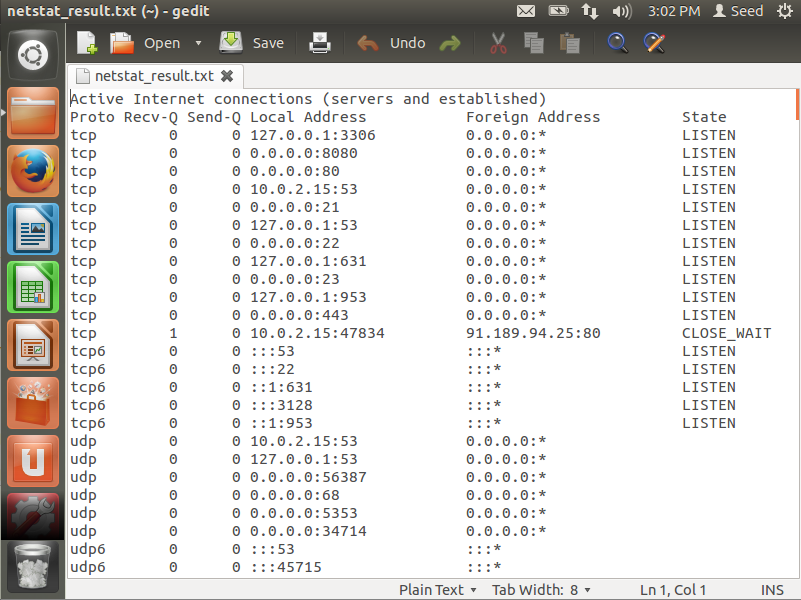 netstat_result.txt (~) - gedit 3:02 PM Seed
Open Save Undo
netstat_result.txt
Active Internet connections (servers and established)
Proto Recv-Q Send-Q Local Address Foreign Address State
tcp 0 0 127.0.0.1:3306 0.0.0.0:* LISTEN
tcp 0 0 0.0.0.0:8080 0.0.0.0:* LISTEN
tcp 0 0 0.0.0.0:80 0.0.0.0:* LISTEN
tcp 0 0 10.0.2.15:53 0.0.0.0:* LISTEN
tcp 0 0 0.0.0.0:21 0.0.0.0:* LISTEN
tcp 0 0 127.0.0.1:53 0.0.0.0:* LISTEN
tcp 0 0 0.0.0.0:22 0.0.0.0:* LISTEN
tcp 0 0 127.0.0.1:631 0.0.0.0:* LISTEN
tcp 0 0 0.0.0.0:23 0.0.0.0:* LISTEN
tcp 0 0 127.0.0.1:953 0.0.0.0:* LISTEN
tcp 0 0 0.0.0.0:443 0.0.0.0:* LISTEN
tcp 1 0 10.0.2.15:47834 91.189.94.25:80 CLOSE_WAIT
tcp6 0 0 :::53 :::* LISTEN
tcp6 0 0 :::22 :::* LISTEN
tcp6 0 0 ::1:631 :::* LISTEN
tcp6 0 0 :::3128 :::* LISTEN
tcp6 0 0 ::1:953 :::* LISTEN
udp 0 0 10.0.2.15:53 0.0.0.0:*
udp 0 0 127.0.0.1:53 0.0.0.0:*
udp 0 0 0.0.0.0:56387 0.0.0.0:*
udp 0 0 0.0.0.0:68 0.0.0.0:*
udp 0 0 0.0.0.0:5353 0.0.0.0:*
udp 0 0 0.0.0.0:34714 0.0.0.0:*
udp6 0 0 :::53 :::*
udp6 0 0 :::45715 :::*
Plain Text Tab Width: 8 Ln 1, Col 1 INS